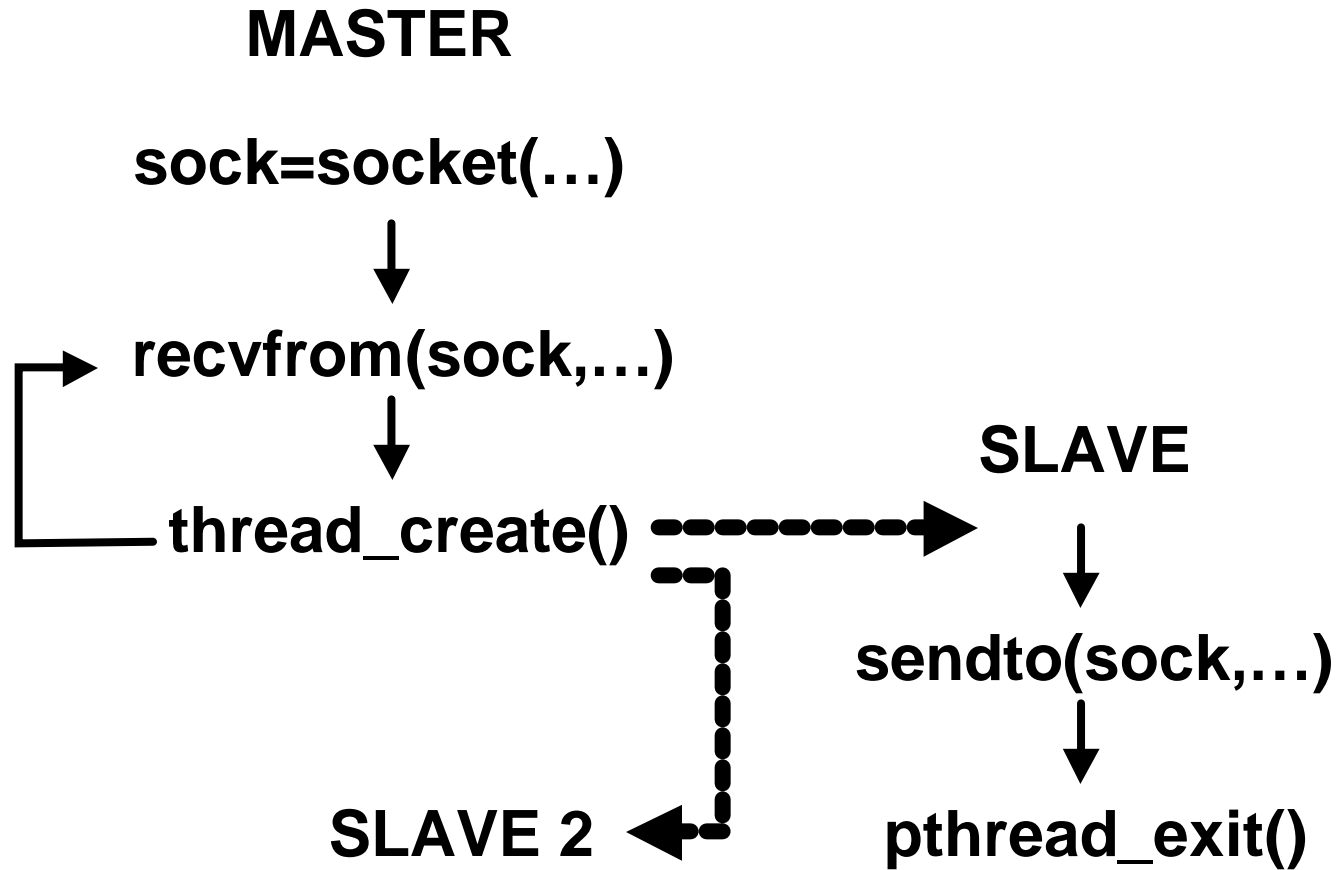 MASTER
sock=socket(…)
recvfrom(sock,…)
thread_create()
SLAVE
sendto(sock,…)
SLAVE 2
pthread_exit()